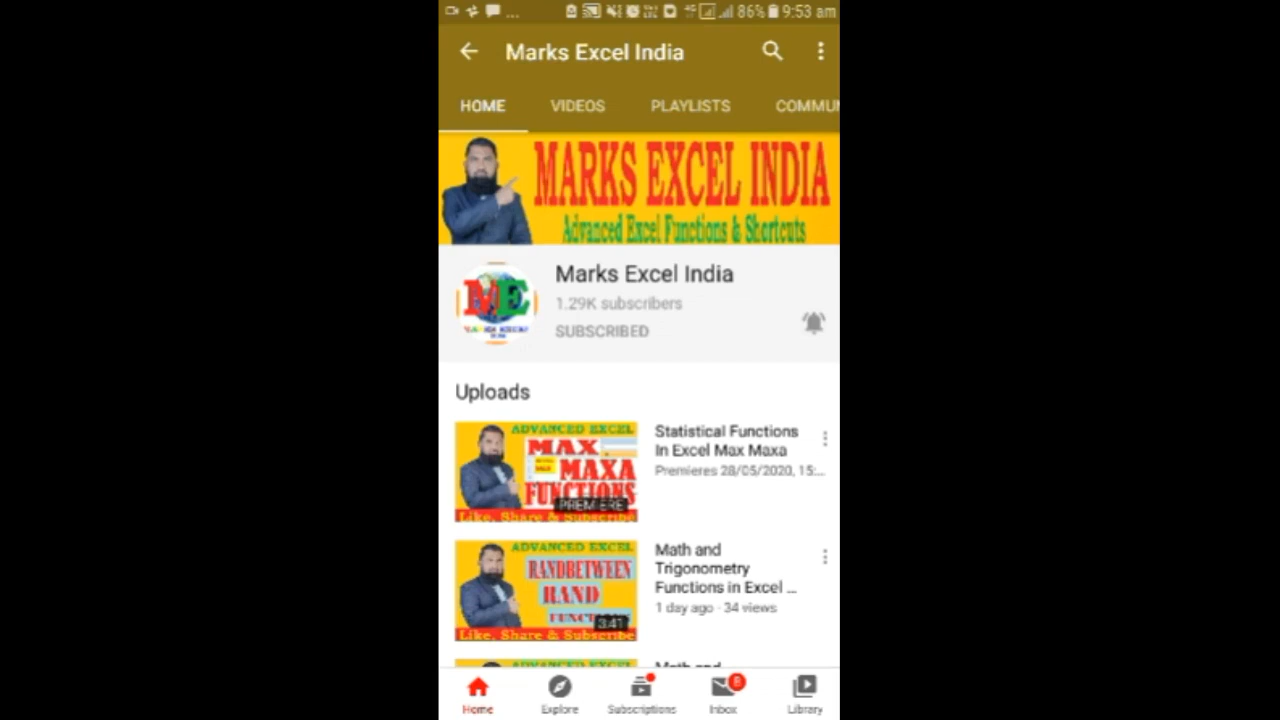 ... 86% 9:53 am
Marks Excel India
HOME VIDEOS PLAYLISTS COMMUN
MARKS EXCEL INDIA
Advanced Excel Functions & Shortcuts
ME
Marks Excel India
1.29K subscribers
SUBSCRIBED
Uploads
ADVANCED EXCEL
MAX
MAXA
FUNCTIONS
PREMIERE
Like, Share & Subscribe
Statistical Functions
In Excel Max Maxa
Premieres 28/05/2020, 15:...
ADVANCED EXCEL
RANDBETWEEN
RAND
3:41
Like, Share & Subscribe
Math and
Trigonometry
Functions in Excel ...
1 day ago · 34 views
ADVANCED EXCEL
Math and
Home Explore Subscriptions Inbox 8 Library